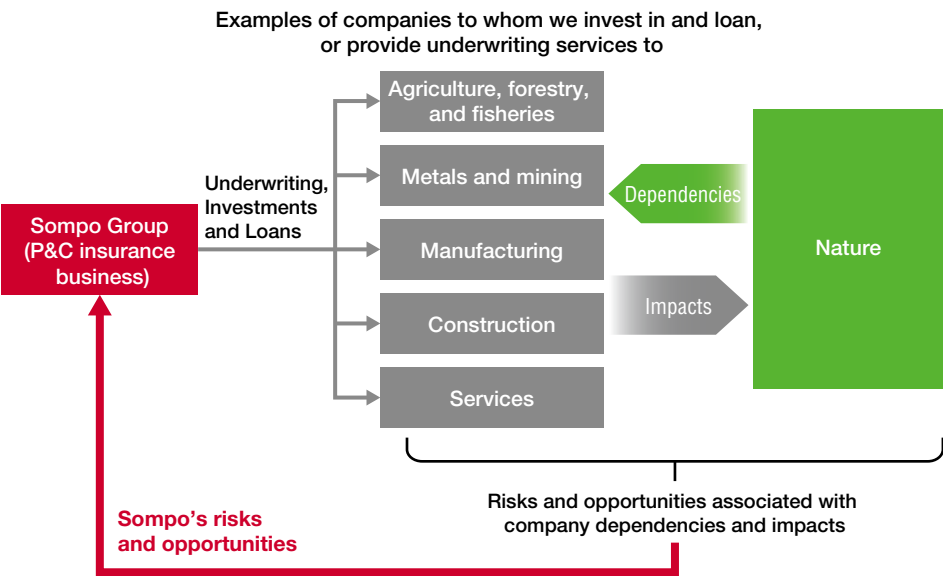 Examples of companies to whom we invest in and loan,
or provide underwriting services to
Agriculture, forestry,
and fisheries
Metals and mining
Manufacturing
Construction
Services
Underwriting,
Investments
and Loans
Sompo Group
(P&C insurance
business)
Dependencies
Impacts
Nature
Risks and opportunities associated with
company dependencies and impacts
Sompo's risks
and opportunities